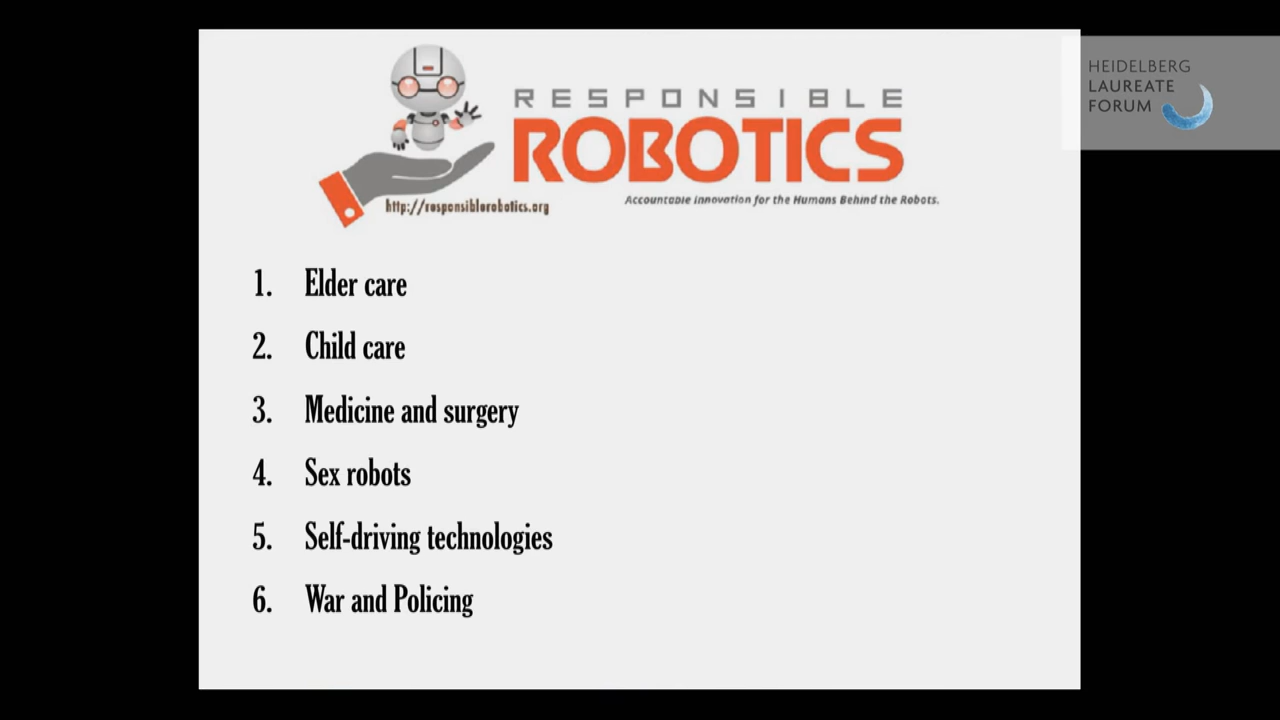 HEIDELBERG
LAUREATE
FORUM
RESPONSIBLE
ROBOTICS
http://responsiblerobotics.org
Accountable Innovation for the Humans Behind the Robots.
1. Elder care
2. Child care
3. Medicine and surgery
4. Sex robots
5. Self-driving technologies
6. War and Policing